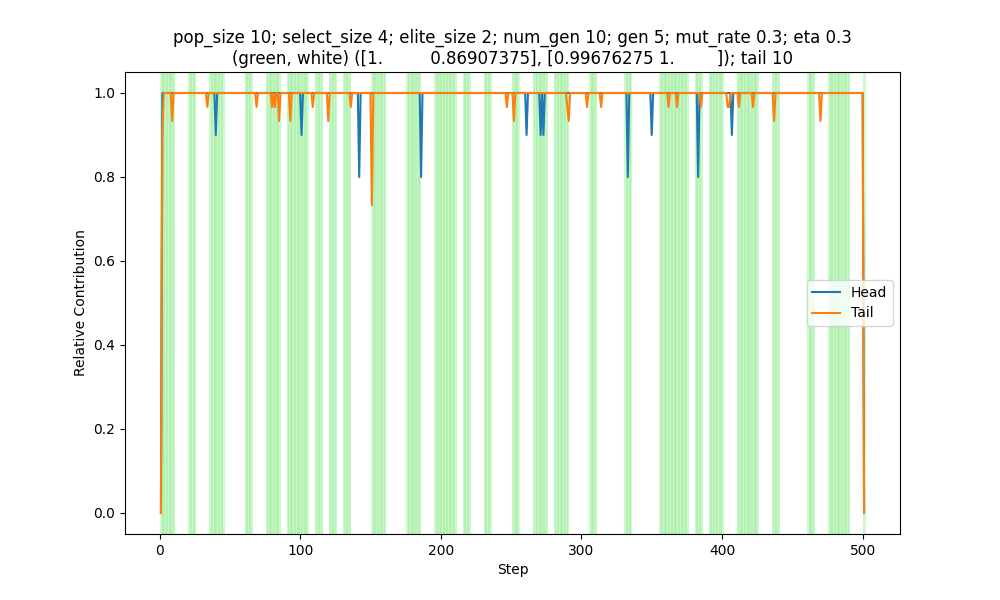 pop_size 10; select_size 4; elite_size 2; num_gen 10; gen 5; mut_rate 0.3; eta 0.3
(green, white) ([1. 0.86907375], [0.99676275 1. ]); tail 10
1.0
0.8
0.6
0.4
0.2
0.0
Relative Contribution
Head
Tail
0 100 200 300 400 500
Step